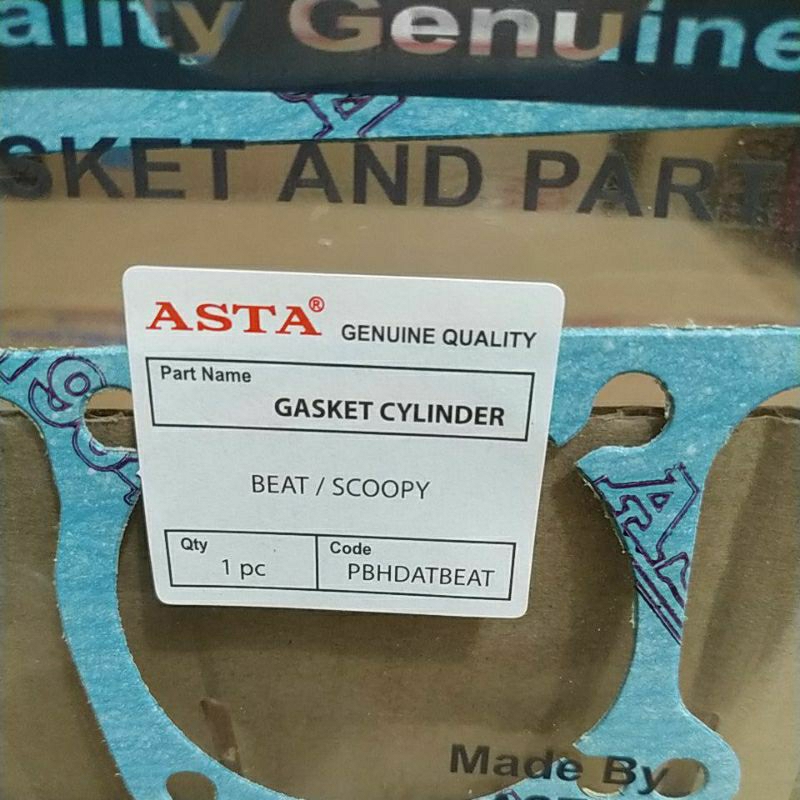 ality Genuine
SKET AND PART
ASTA® GENUINE QUALITY
Part Name
GASKET CYLINDER
BEAT / SCOOPY
Qty
1 pc
Code
PBHDATBEAT
Made By